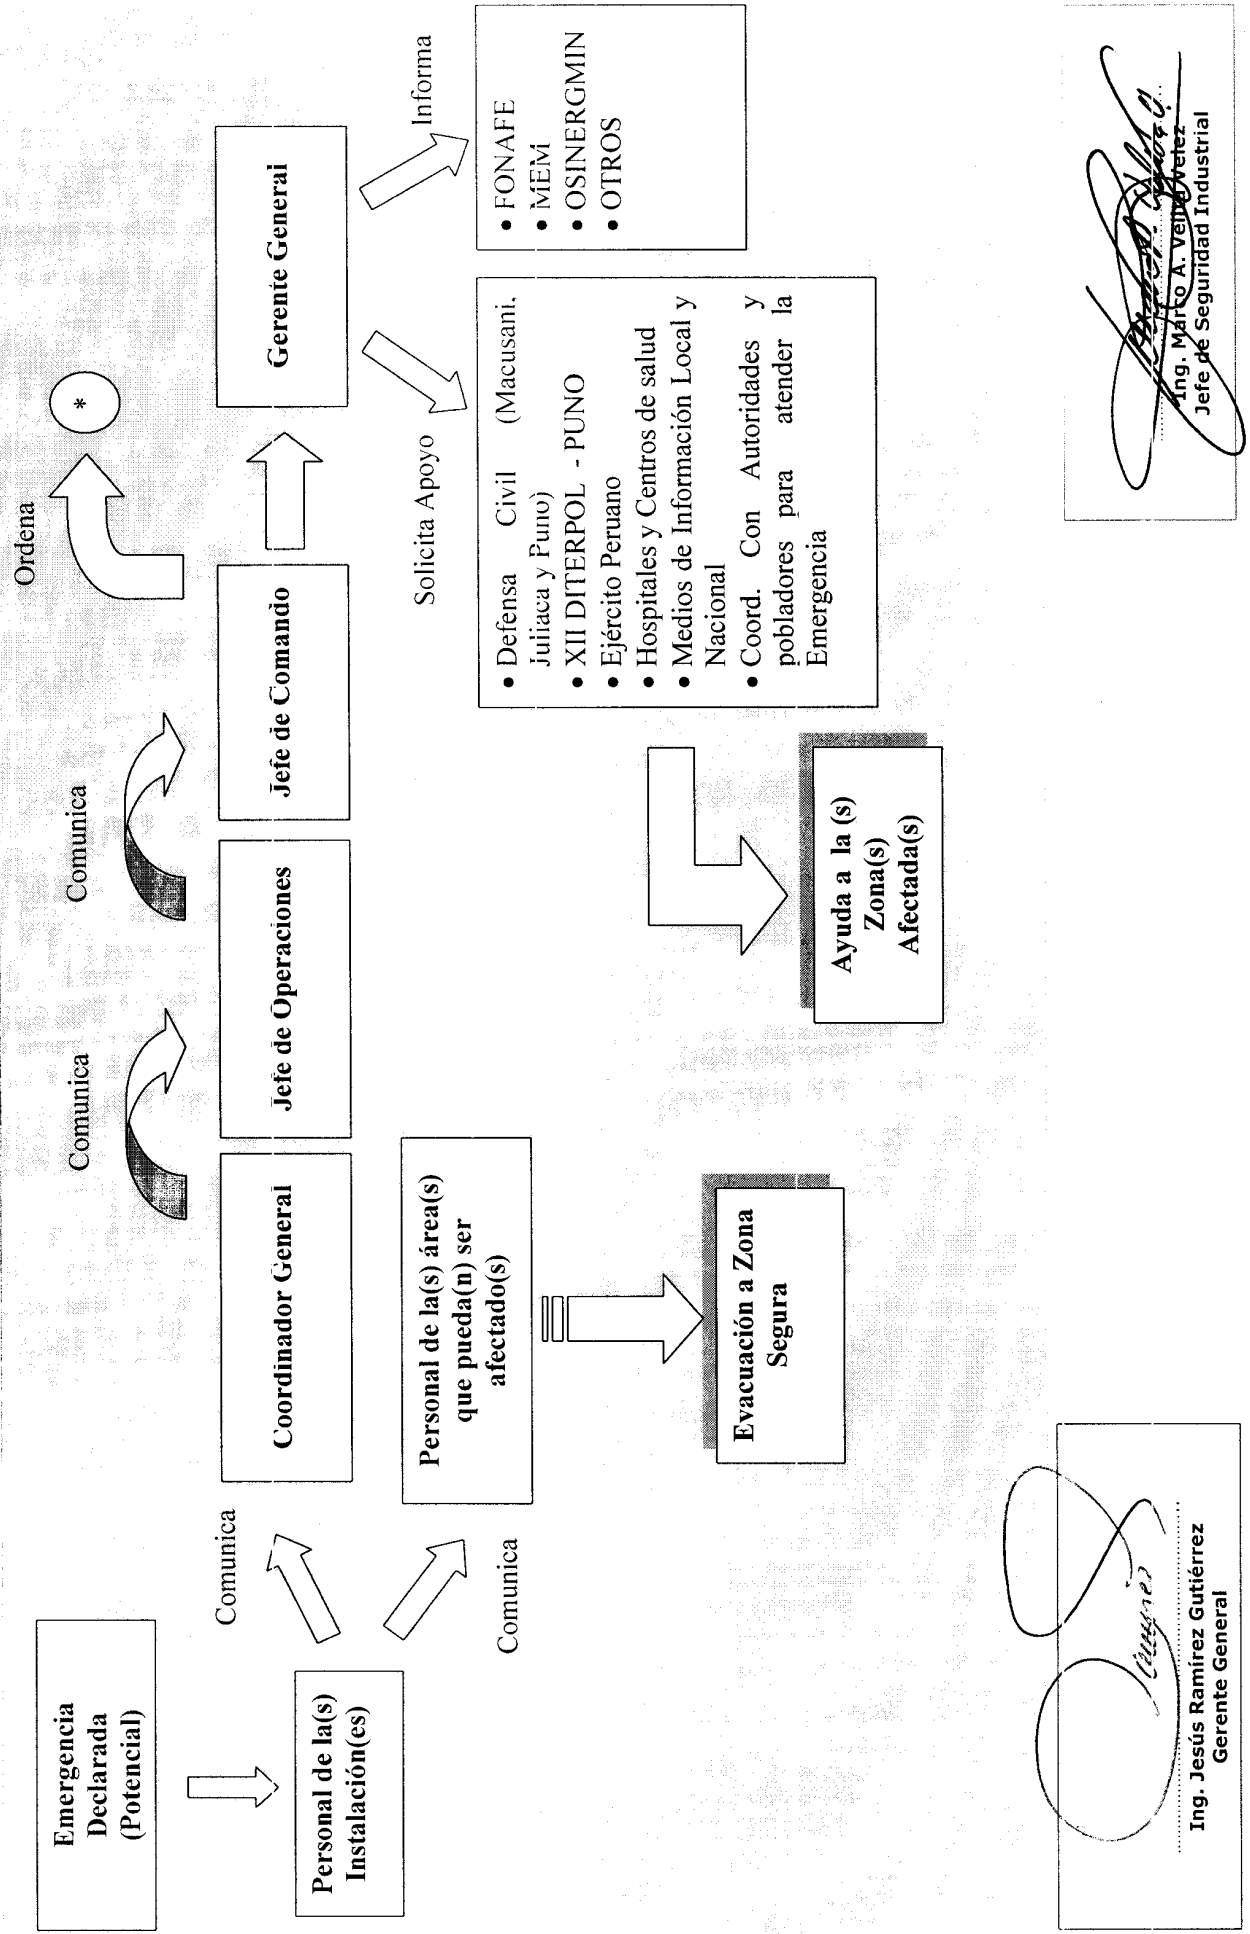 Emergencia
Declarada
(Potencial)
Personal de la(s)
Instalación(es)
Comunica
Comunica
Coordinador General
Personal de la(s) área(s)
que pueda(n) ser
afectado(s)
Evacuación a Zona
Segura
Comunica
Jefe de Operaciones
Comunica
Jefe de Comando
Ordena
*
Gerente General
Solicita Apoyo
Informa
• Defensa Civil (Macusani,
Juliaca y Puno)
• XII DITERPOL - PUNO
• Ejército Peruano
• Hospitales y Centros de salud
• Medios de Información Local y
Nacional
• Coord. Con Autoridades y
pobladores para atender la
Emergencia
• FONAFE
• MEM
• OSINERGMIN
• OTROS
Ayuda a la (s)
Zona(s)
Afectada(s)
Ing. Jesús Ramírez Gutiérrez
Gerente General
Ing. Marco A. Velez
Jefe de Seguridad Industrial